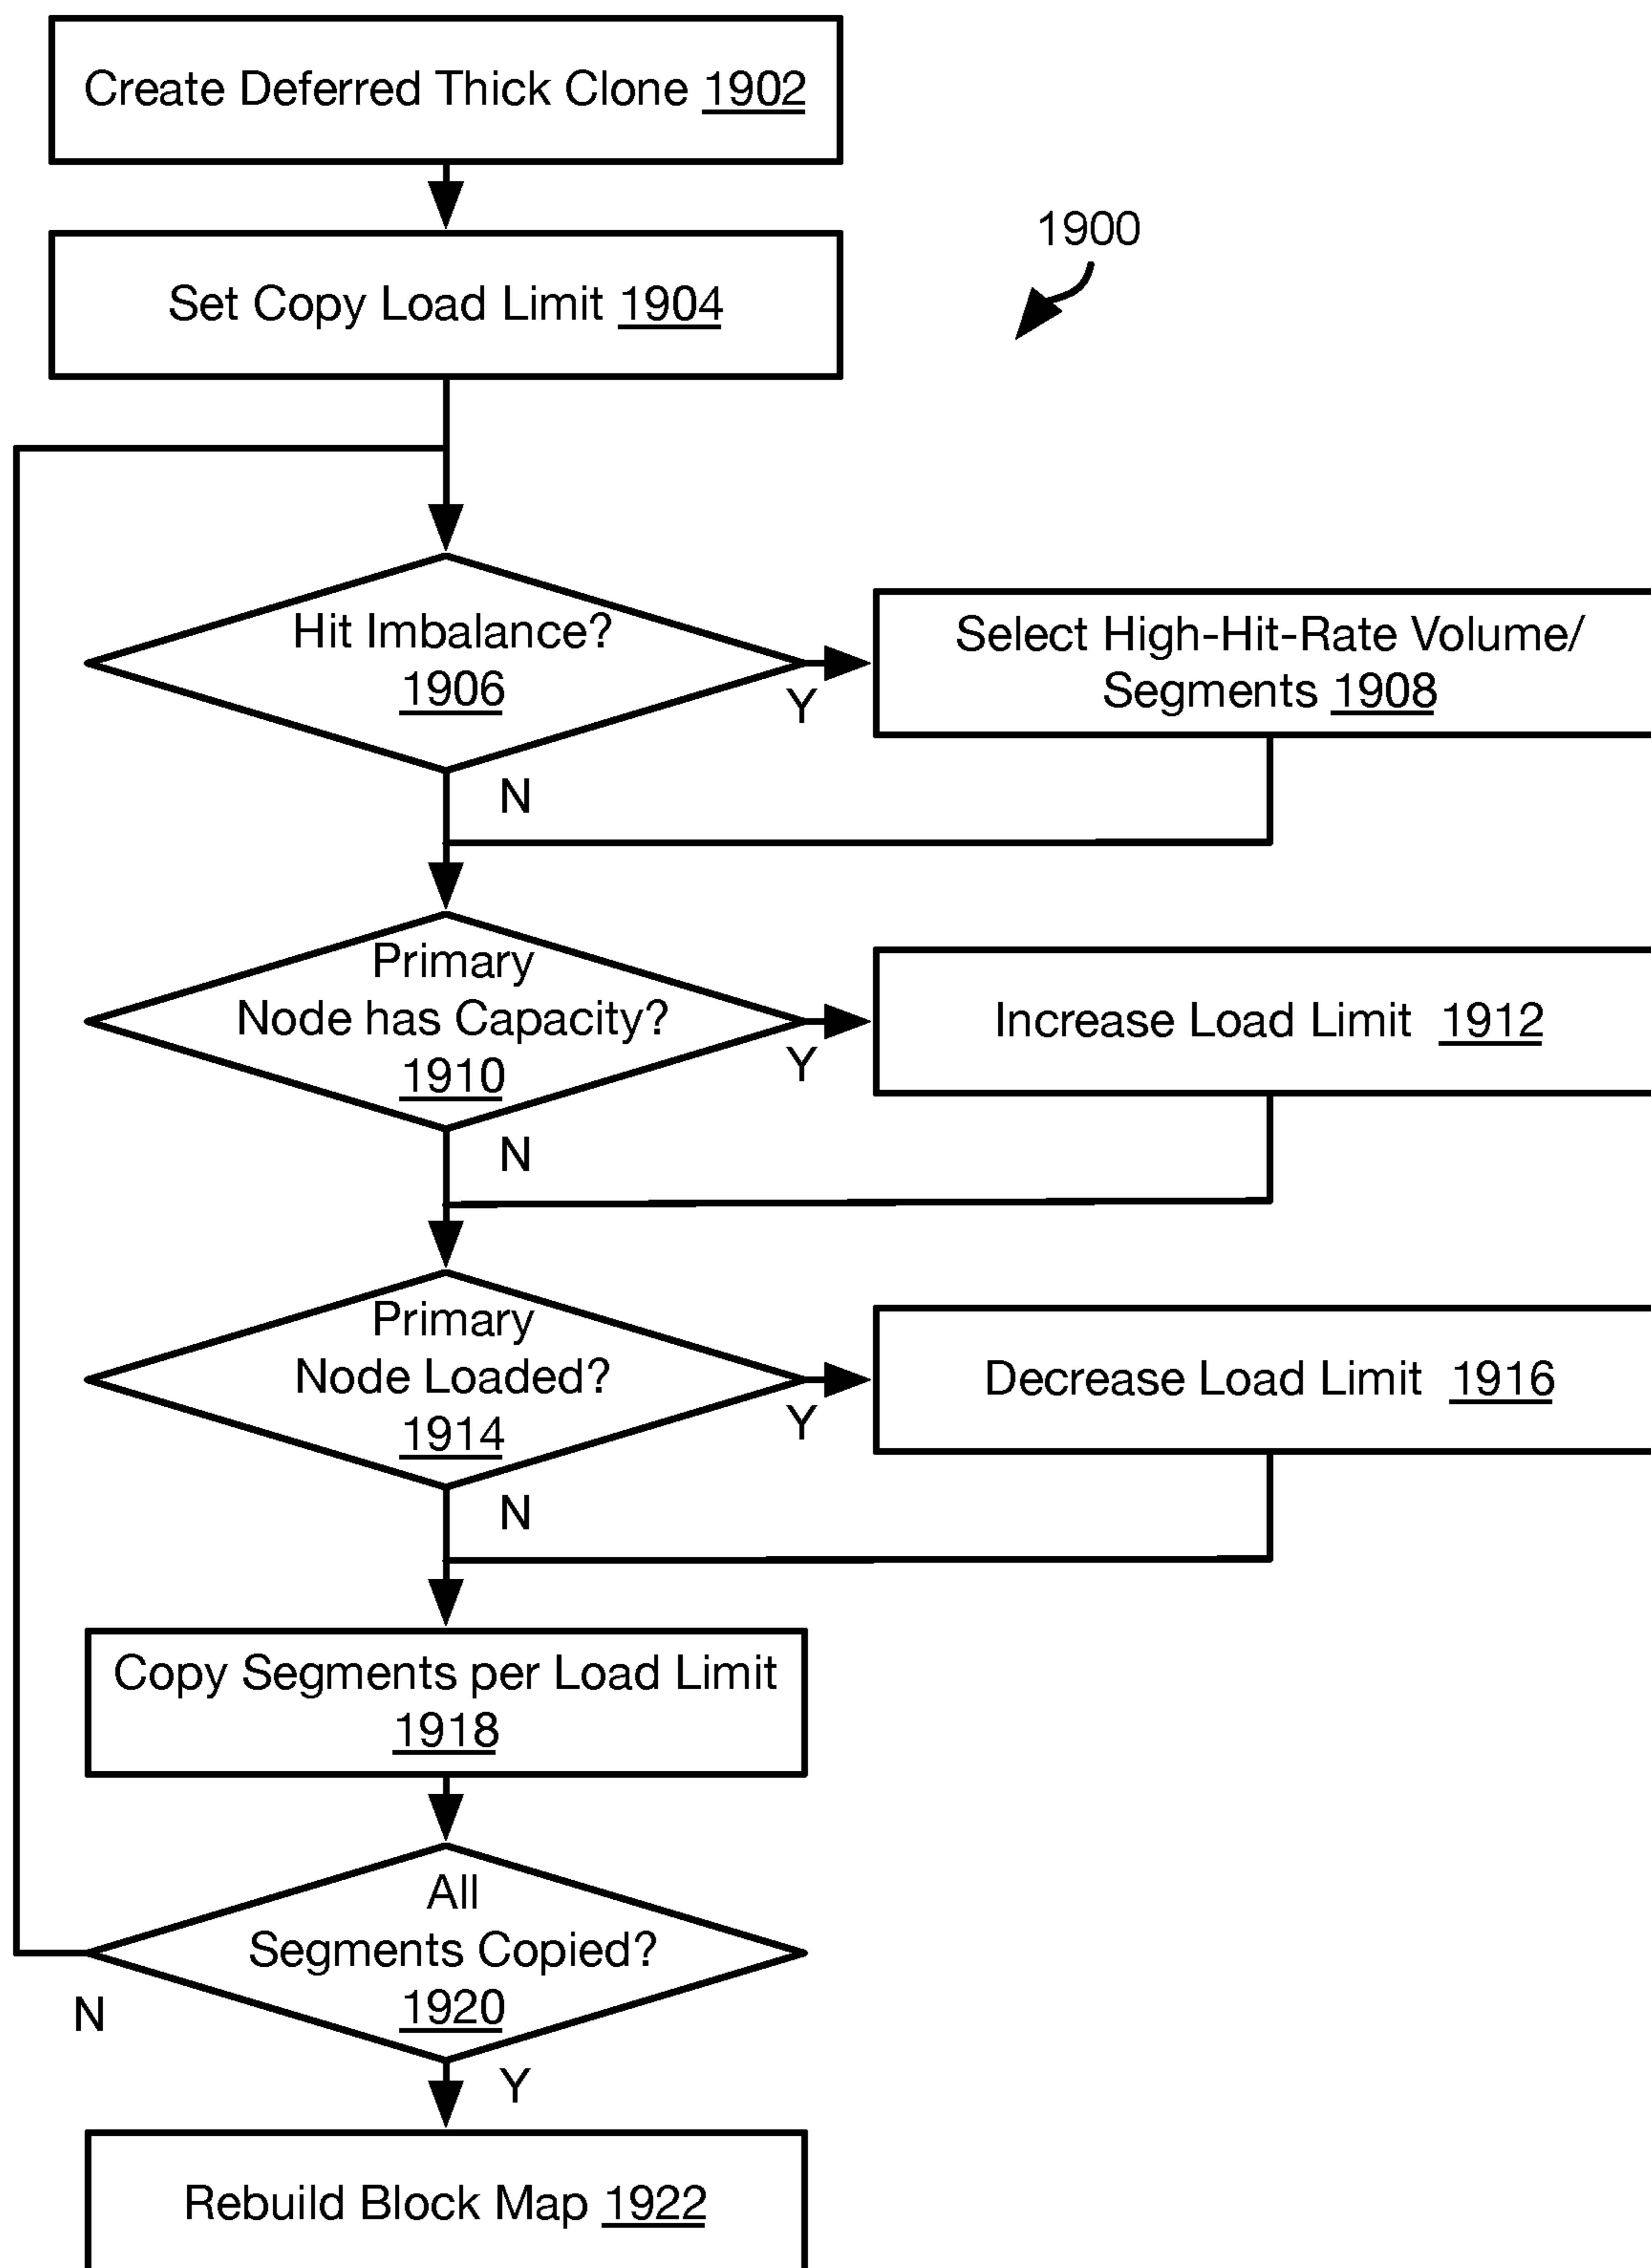 Create Deferred Thick Clone 1902
Set Copy Load Limit 1904
1900
Hit Imbalance?
1906
Y
N
Select High-Hit-Rate Volume/
Segments 1908
Primary
Node has Capacity?
1910
Y
N
Increase Load Limit 1912
Primary
Node Loaded?
1914
Y
N
Decrease Load Limit 1916
Copy Segments per Load Limit
1918
All
Segments Copied?
1920
N
Y
Rebuild Block Map 1922